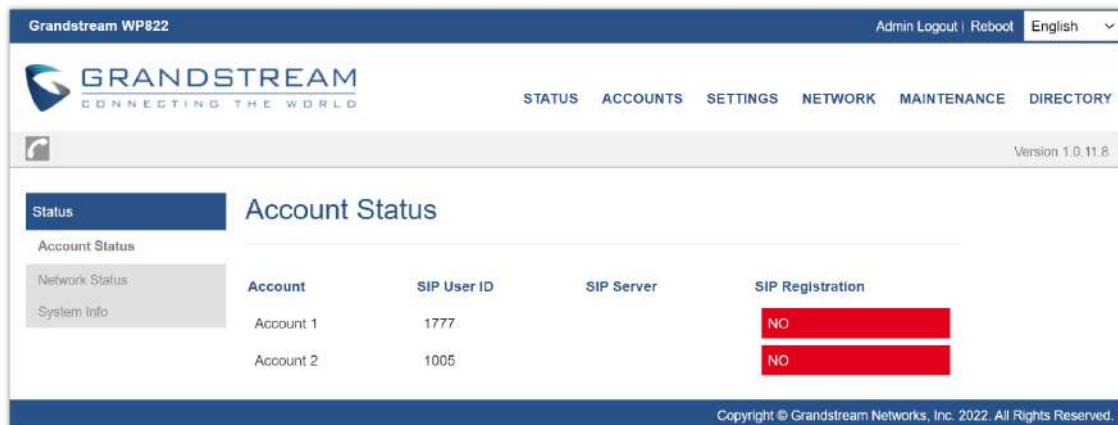 Grandstream WP822
Admin Logout | Reboot
English
GRANDSTREAM
CONNECTING THE WORLD
STATUS ACCOUNTS SETTINGS NETWORK MAINTENANCE DIRECTORY
Version 1.0.11.8
Status
Account Status
Network Status
System Info
Account Status
Account SIP User ID SIP Server SIP Registration
Account 1 1777 NO
Account 2 1005 NO
Copyright © Grandstream Networks, Inc. 2022. All Rights Reserved.